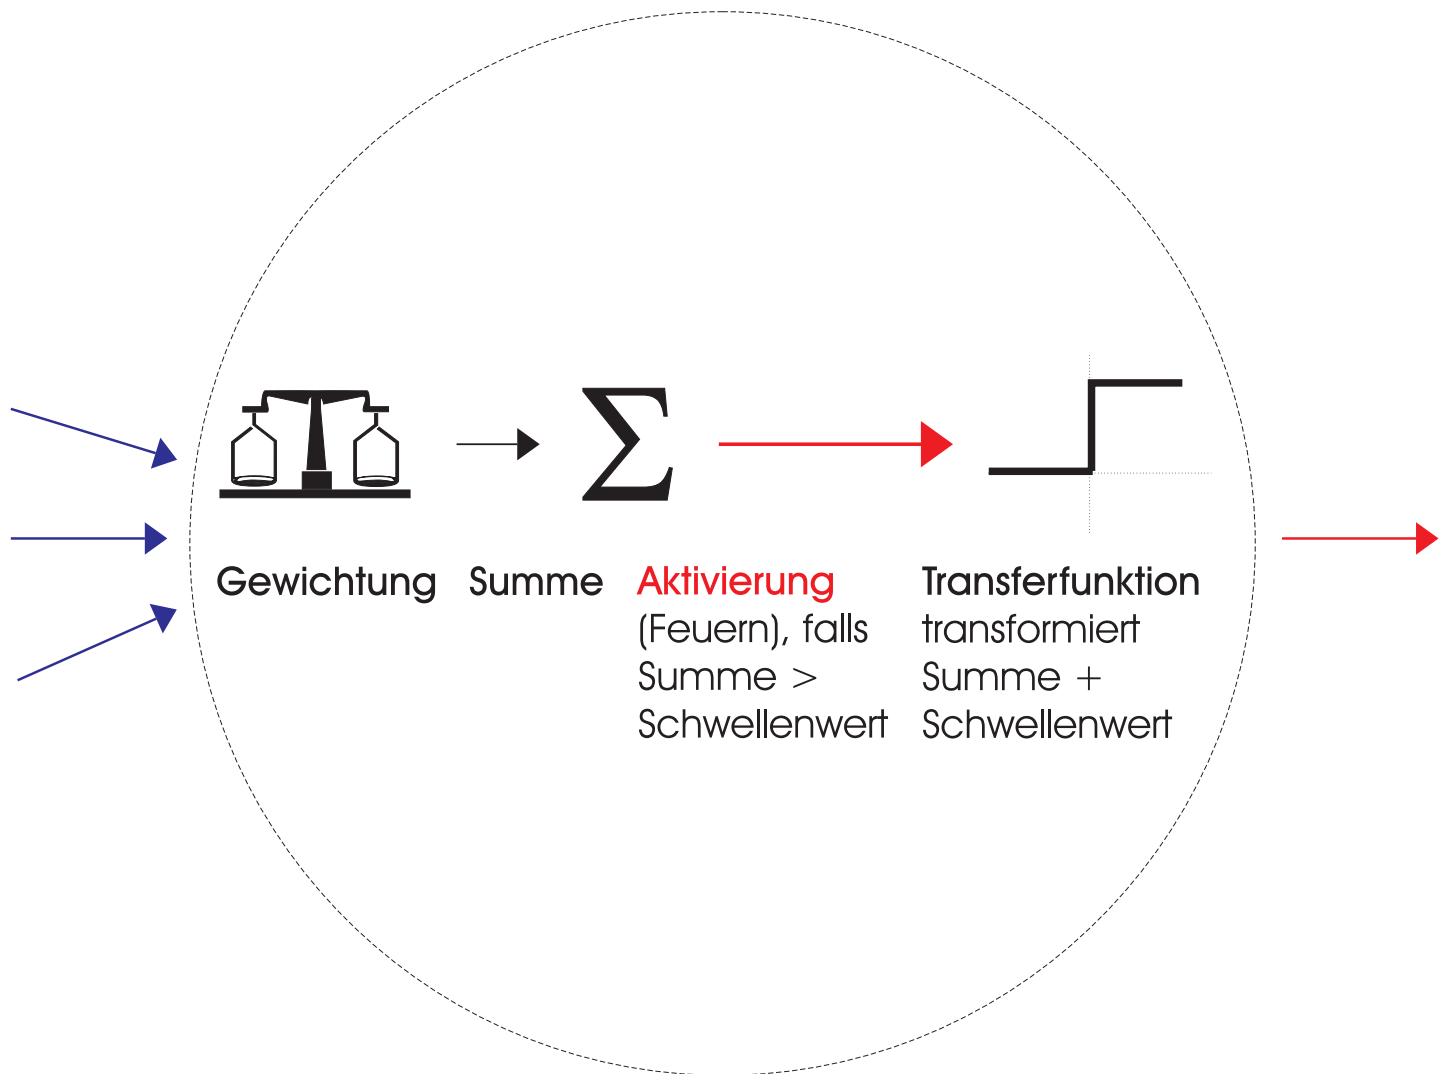 Σ
Gewichtung
Summe
Aktivierung
(Feuern), falls
Summe >
Schwellenwert
Transferfunktion
transformiert
Summe +
Schwellenwert